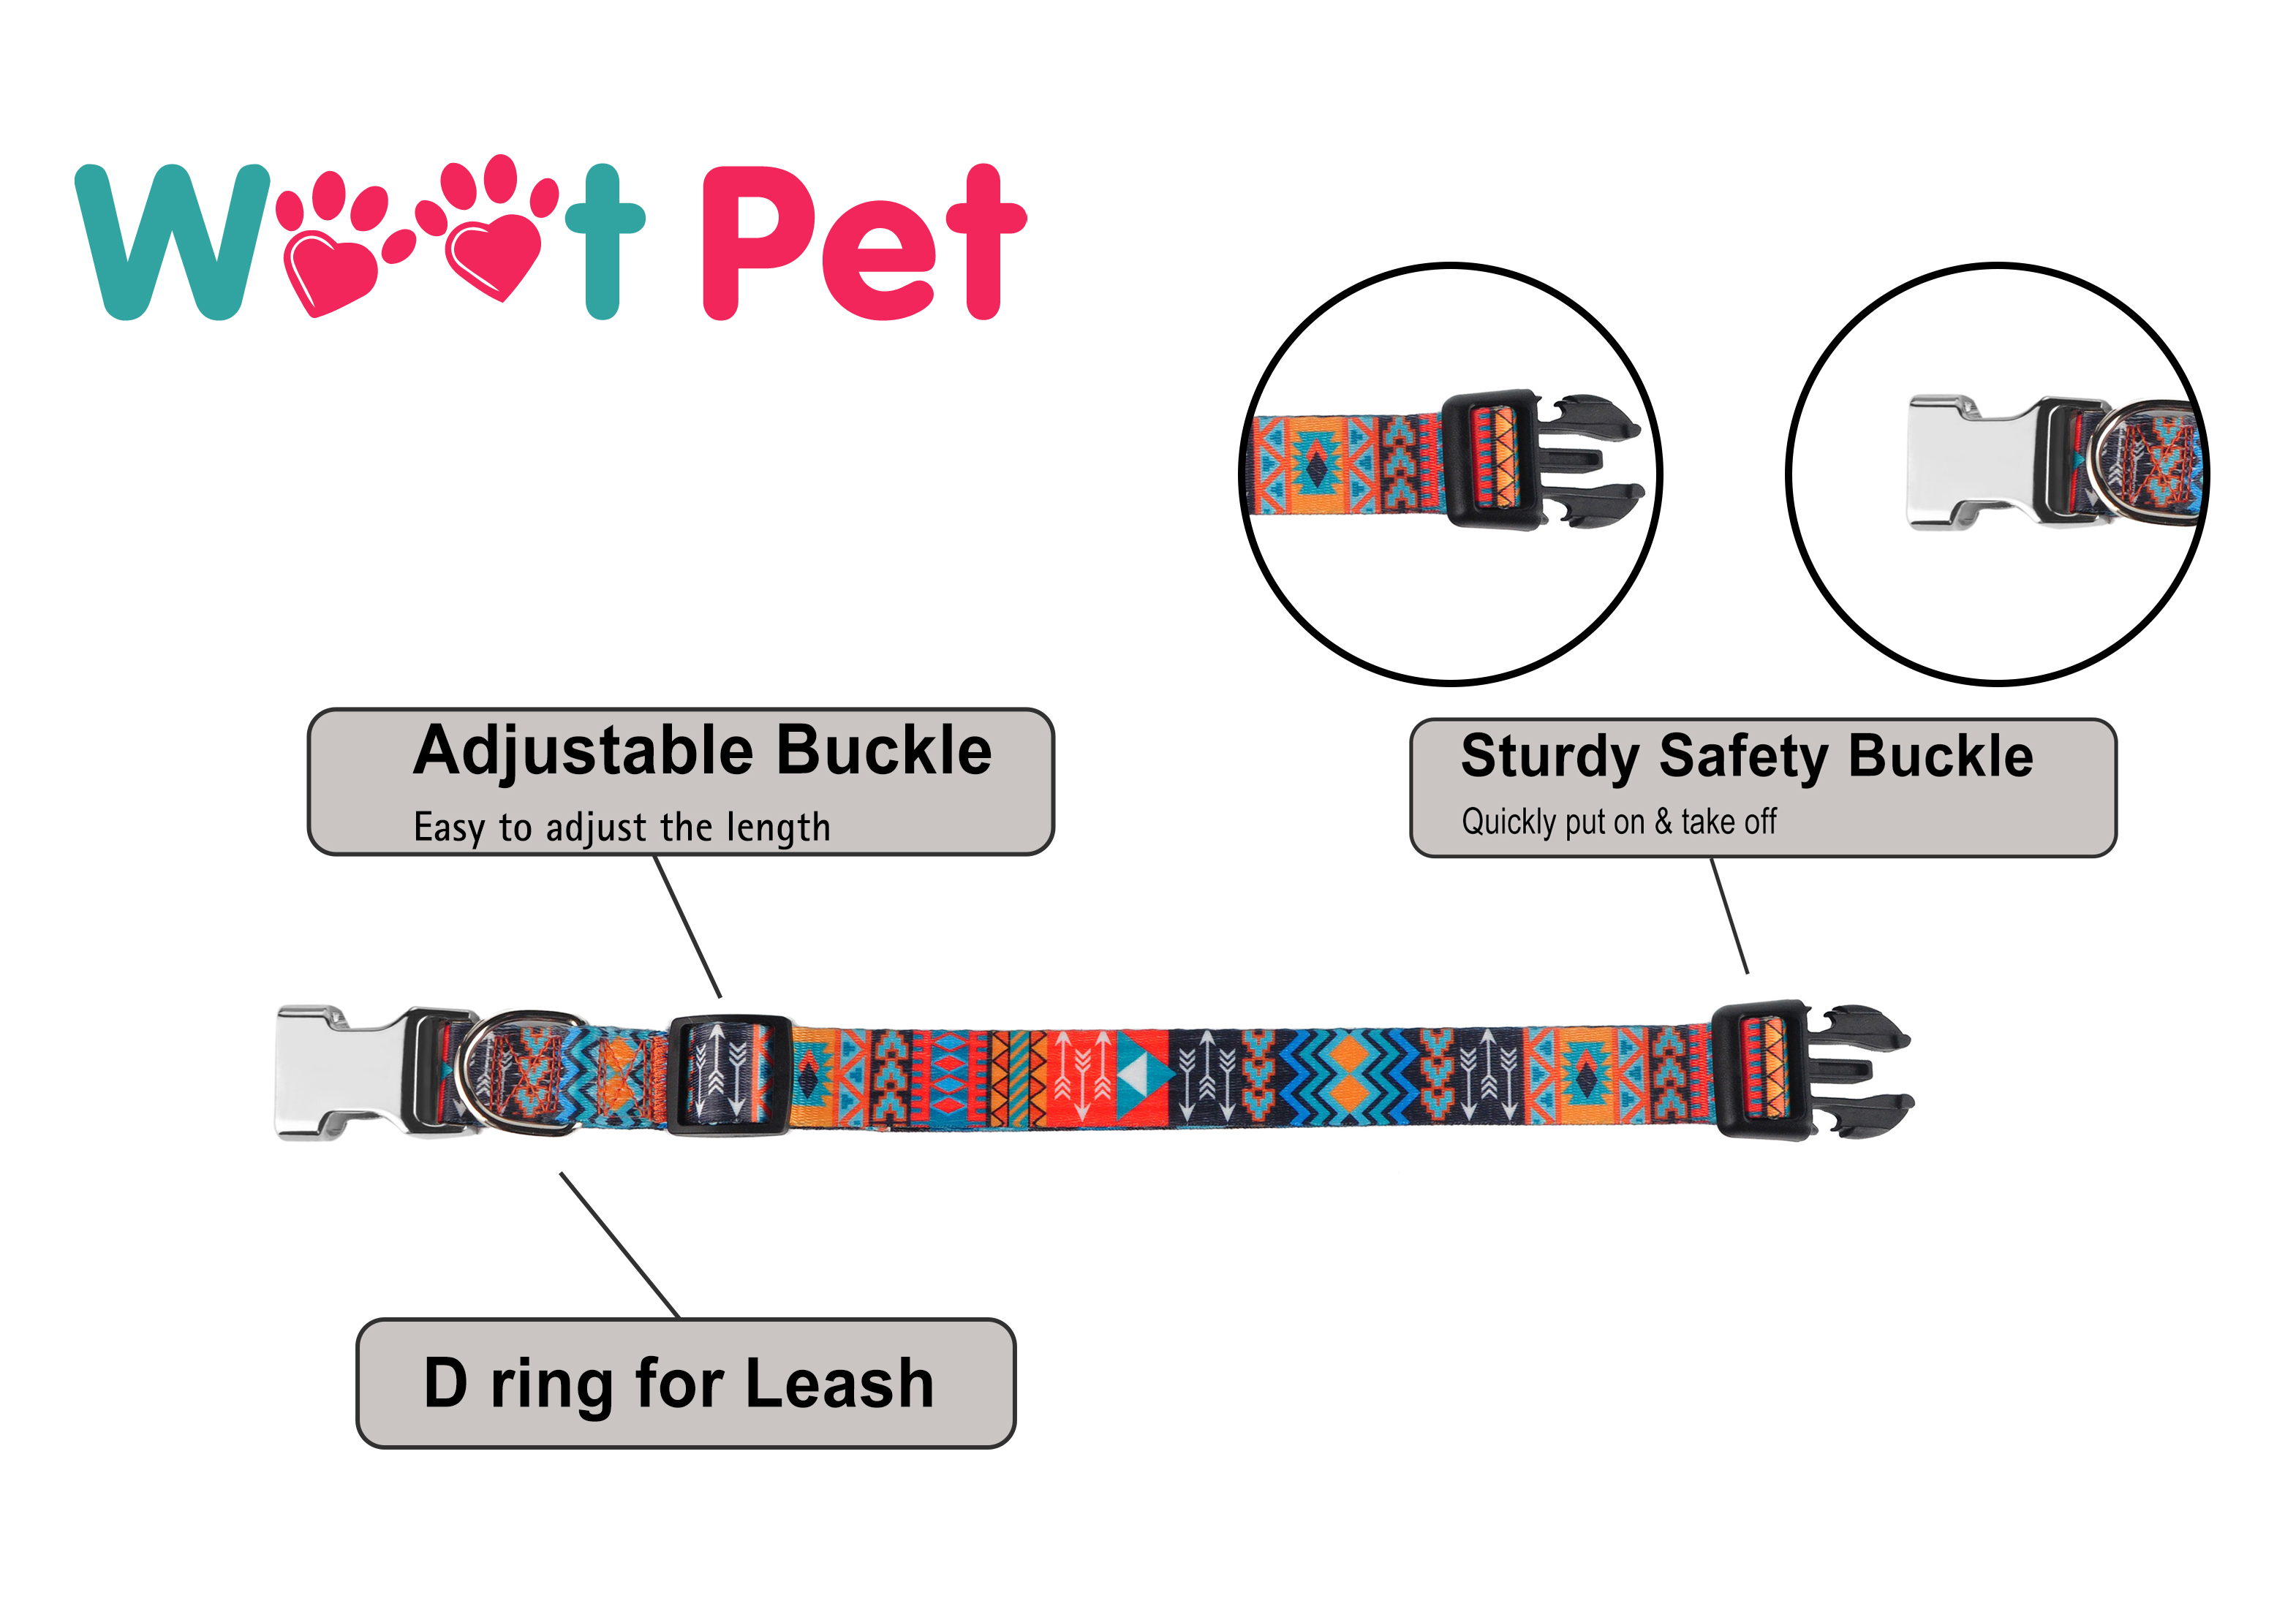 Woot Pet
Adjustable Buckle
Easy to adjust the length
Sturdy Safety Buckle
Quickly put on & take off
D ring for Leash